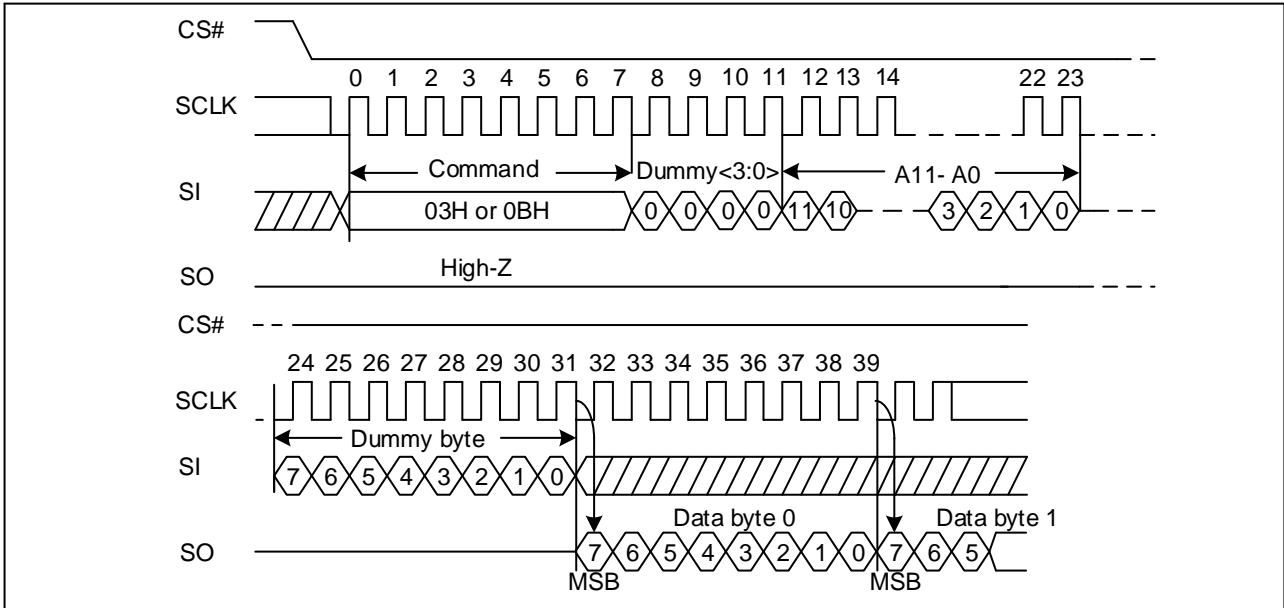 CS#
0 1 2 3 4 5 6 7 8 9 10 11 12 13 14 22 23
SCLK
Command Dummy<3:0> A11- A0
SI
03H or 0BH 0 0 0 0 11 10 3 2 1 0
High-Z
SO
CS#
24 25 26 27 28 29 30 31 32 33 34 35 36 37 38 39
SCLK
Dummy byte
SI
7 6 5 4 3 2 1 0
Data byte 0 Data byte 1
SO
7 6 5 4 3 2 1 0 7 6 5
MSB MSB